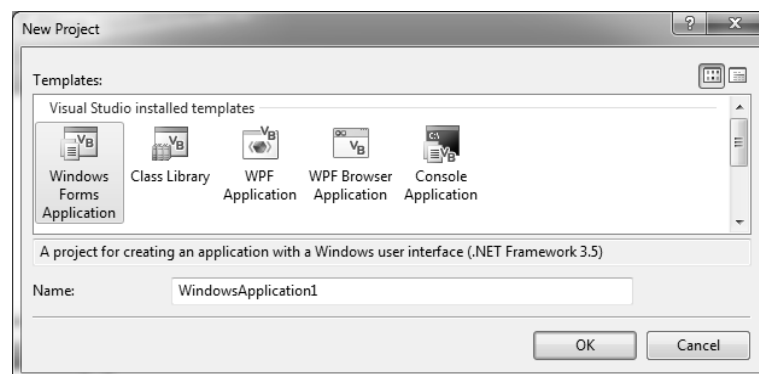 New Project
Templates:
Visual Studio installed templates
Windows Forms Application
Class Library
WPF Application
WPF Browser Application
Console Application
A project for creating an application with a Windows user interface (.NET Framework 3.5)
Name: WindowsApplication1
OK Cancel